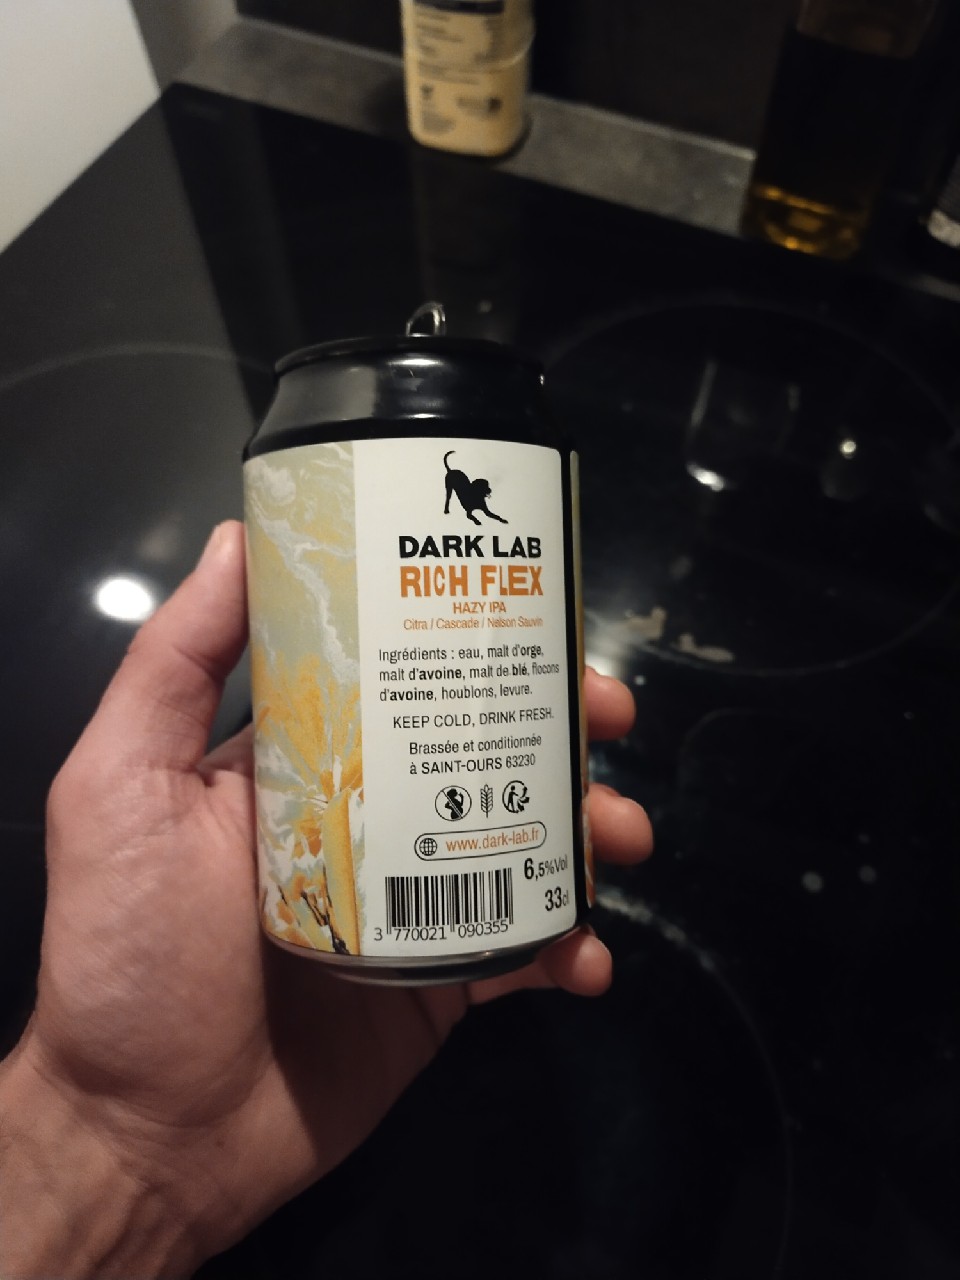 DARK LAB
RICH FLEX
HAZY IPA
Citra / Cascade / Nelson Sauvin
Ingrédients : eau, malt d'orge,
malt d'avoine, malt de blé, flocons
d'avoine, houblons, levure.
KEEP COLD, DRINK FRESH.
Brassée et conditionnée
à SAINT-OURS 63230
www.dark-lab.fr
6,5%Vol
33cl
3 770021 090355